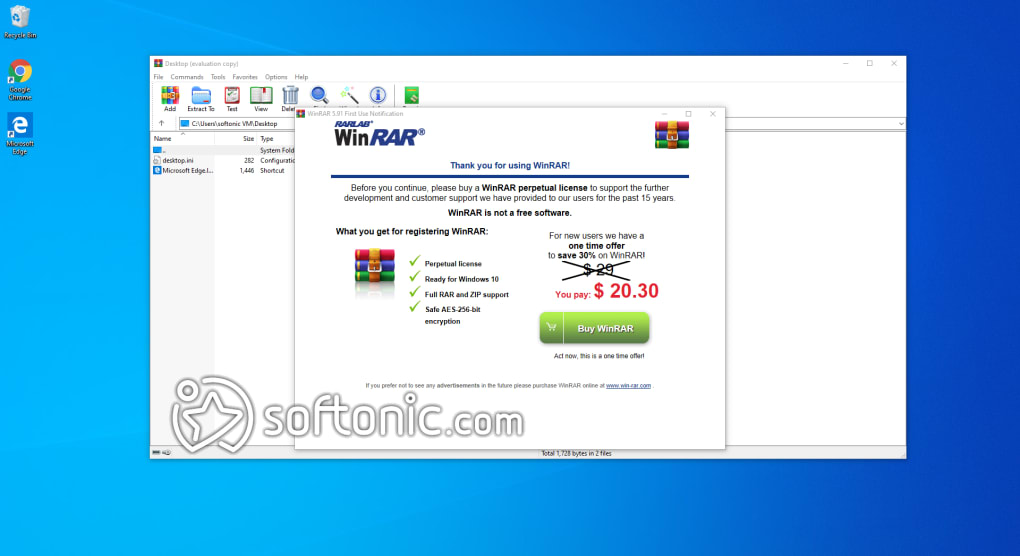 Recycle Bin
Google
Chrome
Microsoft
Edge
Desktop (evaluation copy)
File Commands Tools Favorites Options Help
Add Extract To Test View
C:\Users\softonic VM\Desktop
Name Size Type
..
System Fold
desktop.ini 282 Configuratio
Microsoft Edge.l... 1,446 Shortcut
WinRAR 5.91 First Use Notification
RARLAB®
WinRAR®
Thank you for using WinRAR!
Before you continue, please buy a WinRAR perpetual license to support the further
development and customer support we have provided to our users for the past 15 years.
WinRAR is not a free software.
What you get for registering WinRAR:
Perpetual license
Ready for Windows 10
Full RAR and ZIP support
Safe AES-256-bit
encryption
For new users we have a
one time offer
to save 30% on WinRAR!
$ 29
You pay: $ 20.30
Buy WinRAR
Act now, this is a one time offer!
If you prefer not to see any advertisements in the future please purchase WinRAR online at www.win-rar.com .
softonic.com
Total 1,728 bytes in 2 files